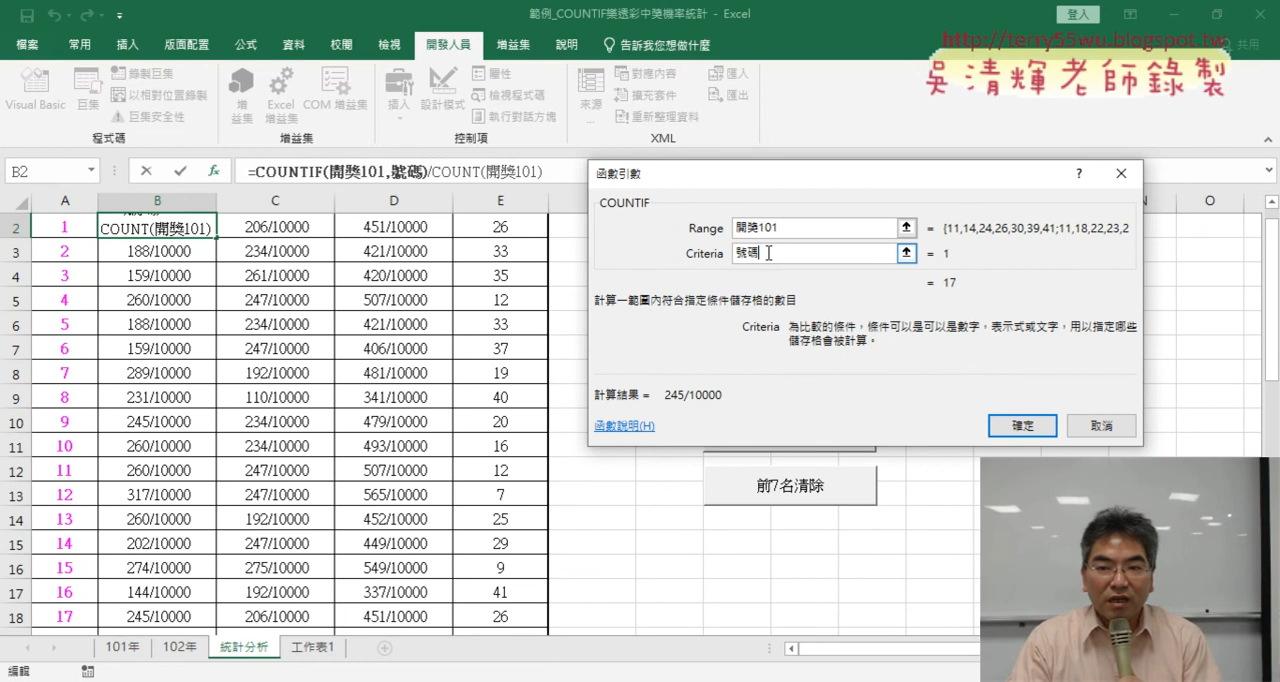 範例_COUNTIF樂透彩中獎機率統計 - Excel
登入
檔案 常用 插入 版面配置 公式 資料 校閱 檢視 開發人員 增益集 說明 告訴我您想做什麼 共用
http://terry55wu.blogspot.tw
吳清輝老師錄製
Visual Basic 巨集 錄製巨集 以相對位置錄製 巨集安全性 程式碼
增益集 Excel 增益集 COM 增益集 增益集
插入 設計模式 屬性 檢視程式碼 執行對話方塊 控制項
來源 對應內容 擴充套件 重新整理資料 匯入 匯出 XML
B2 =COUNTIF(開獎101,號碼)/COUNT(開獎101)
A B C D E N O
2 1 COUNT(開獎101) 206/10000 451/10000 26
3 2 188/10000 234/10000 421/10000 33
4 3 159/10000 261/10000 420/10000 35
5 4 260/10000 247/10000 507/10000 12
6 5 188/10000 234/10000 421/10000 33
7 6 159/10000 247/10000 406/10000 37
8 7 289/10000 192/10000 481/10000 19
9 8 231/10000 110/10000 341/10000 40
10 9 245/10000 234/10000 479/10000 20
11 10 260/10000 234/10000 493/10000 16
12 11 260/10000 247/10000 507/10000 12
13 12 317/10000 247/10000 565/10000 7
14 13 260/10000 192/10000 452/10000 25
15 14 202/10000 247/10000 449/10000 29
16 15 274/10000 275/10000 549/10000 9
17 16 144/10000 192/10000 337/10000 41
18 17 245/10000 206/10000 451/10000 26
函數引數
?
COUNTIF
Range 開獎101 = {11,14,24,26,30,39,41;11,18,22,23,2
Criteria 號碼 = 1
= 17
計算一範圍內符合指定條件儲存格的數目
Criteria 為比較的條件，條件可以是可以是數字，表示式或文字，用以指定哪些
儲存格會被計算。
計算結果 = 245/10000
函數說明(H)
確定 取消
前7名清除
101年 102年 統計分析 工作表1
編輯